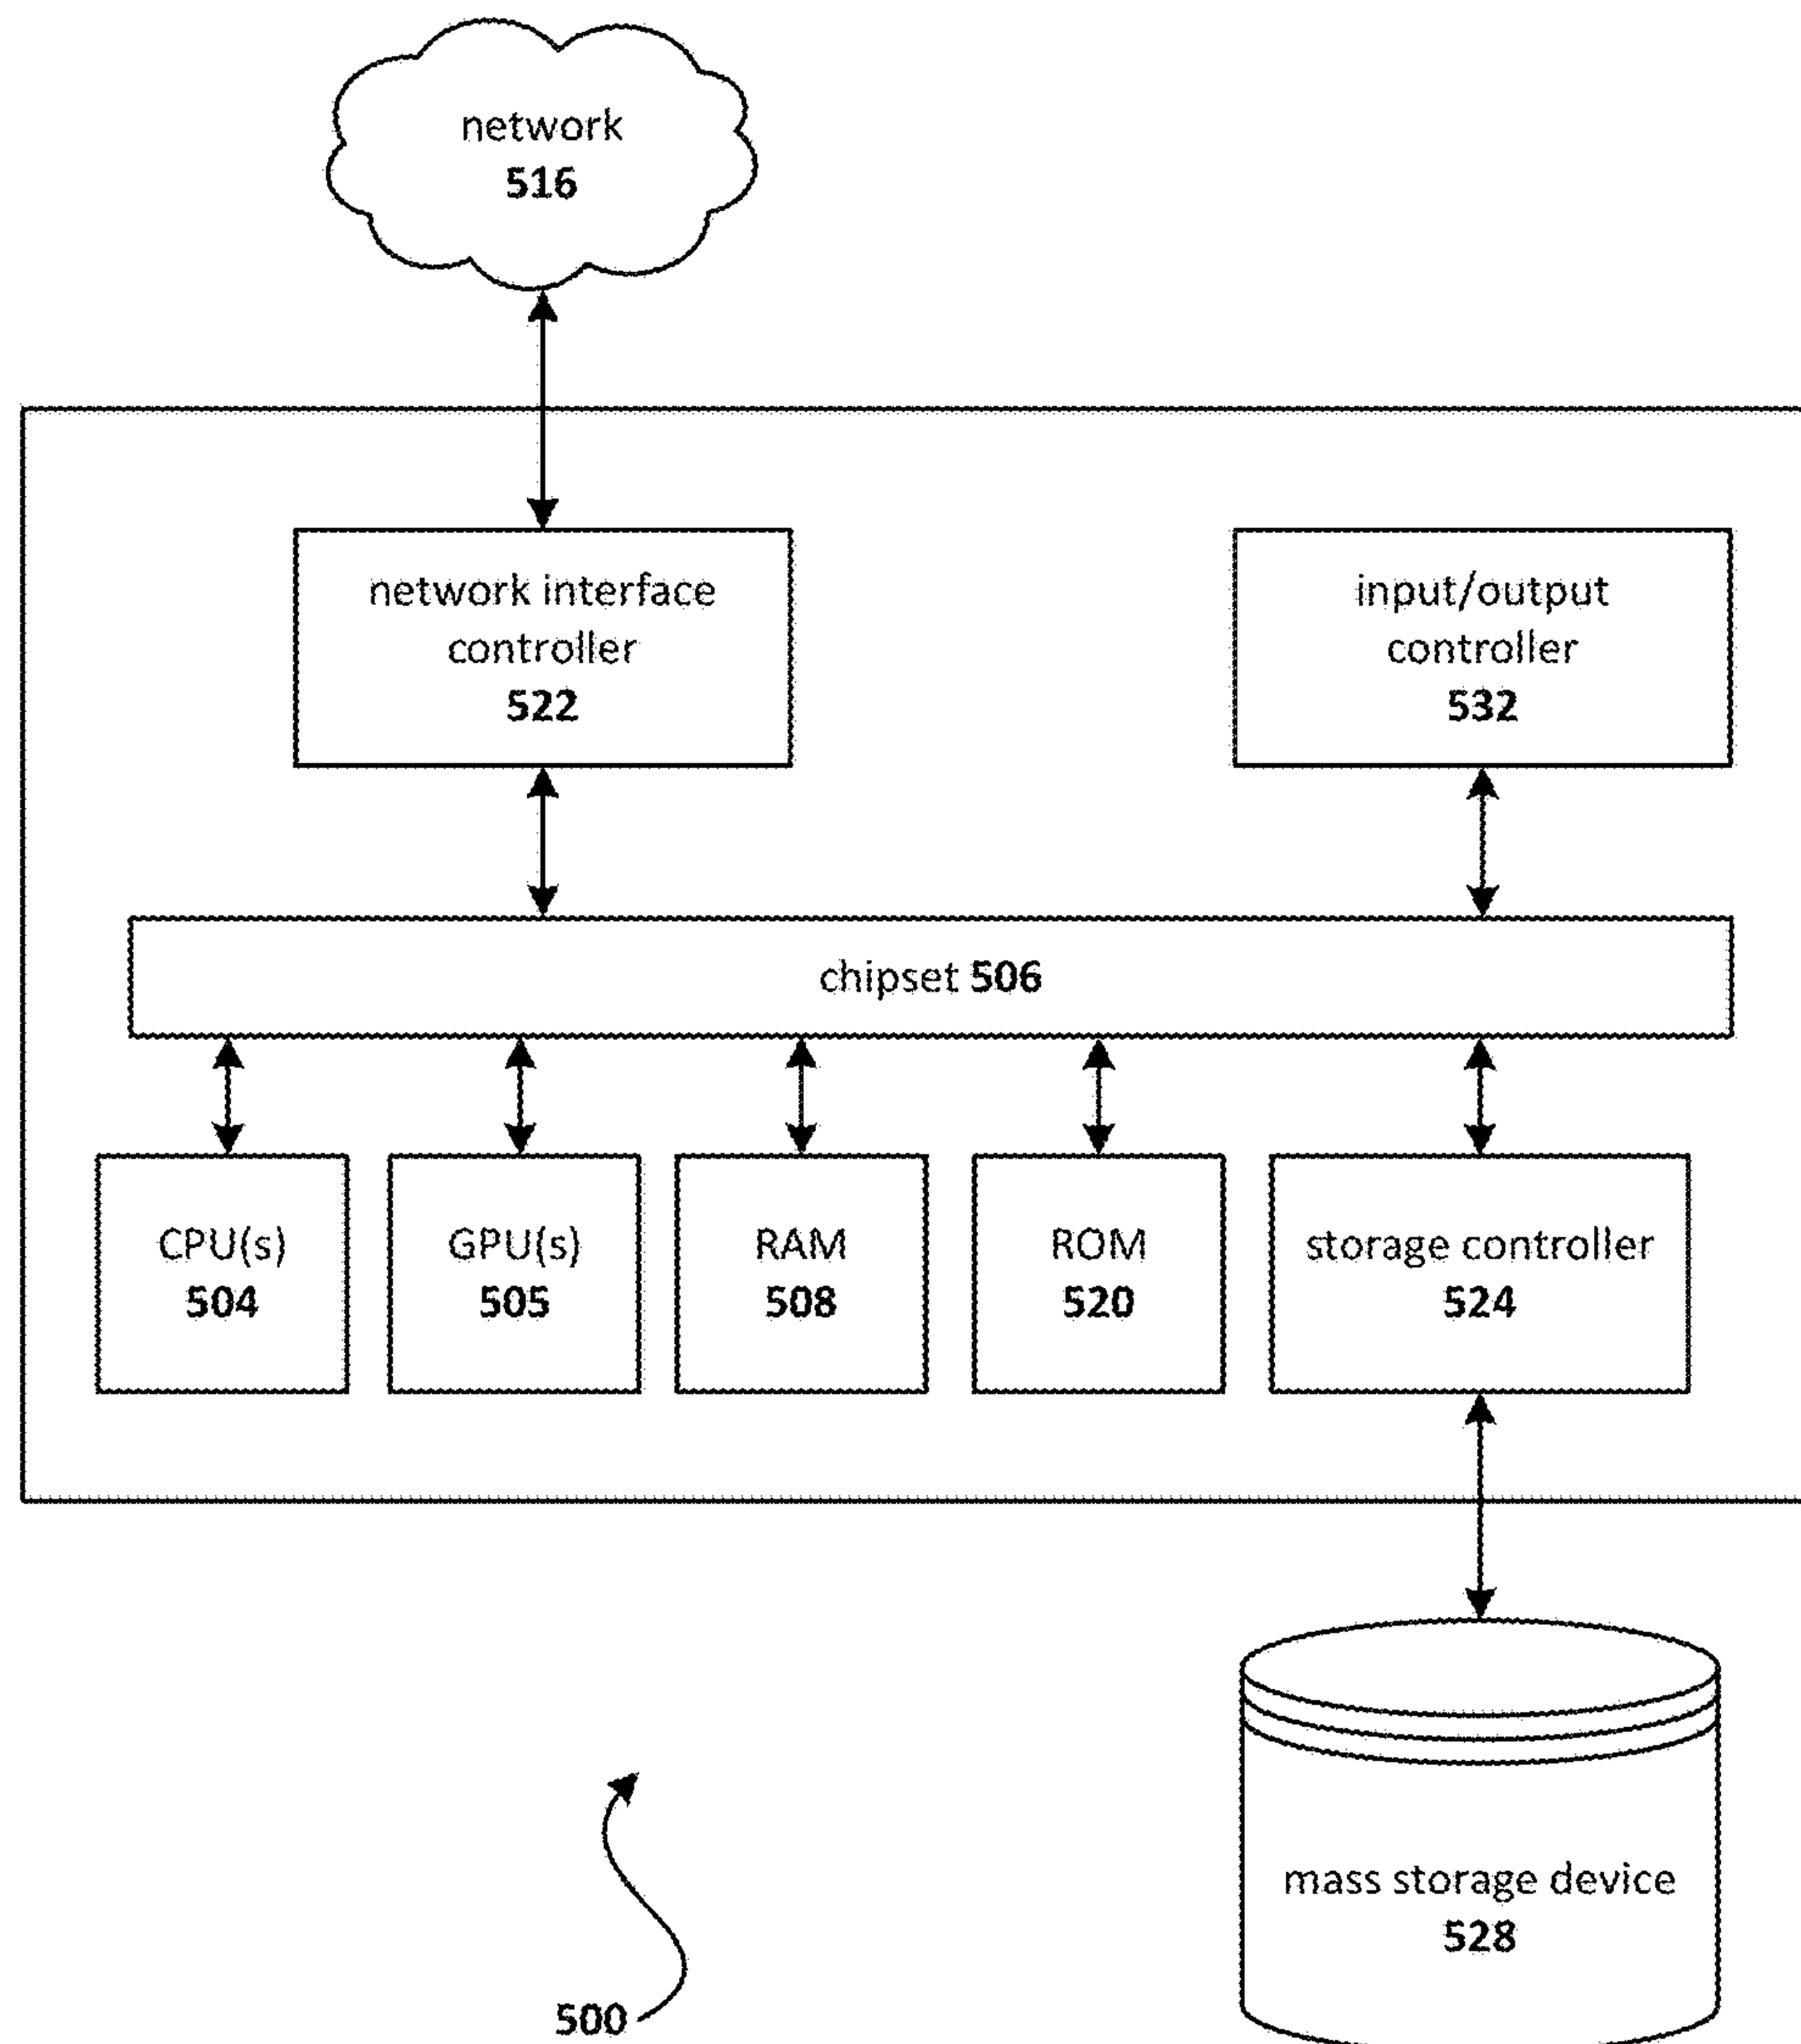 network
516
network interface
controller
522
input/output
controller
532
chipset 506
CPU(s)
504
GPU(s)
505
RAM
508
ROM
520
storage controller
524
mass storage device
528
500